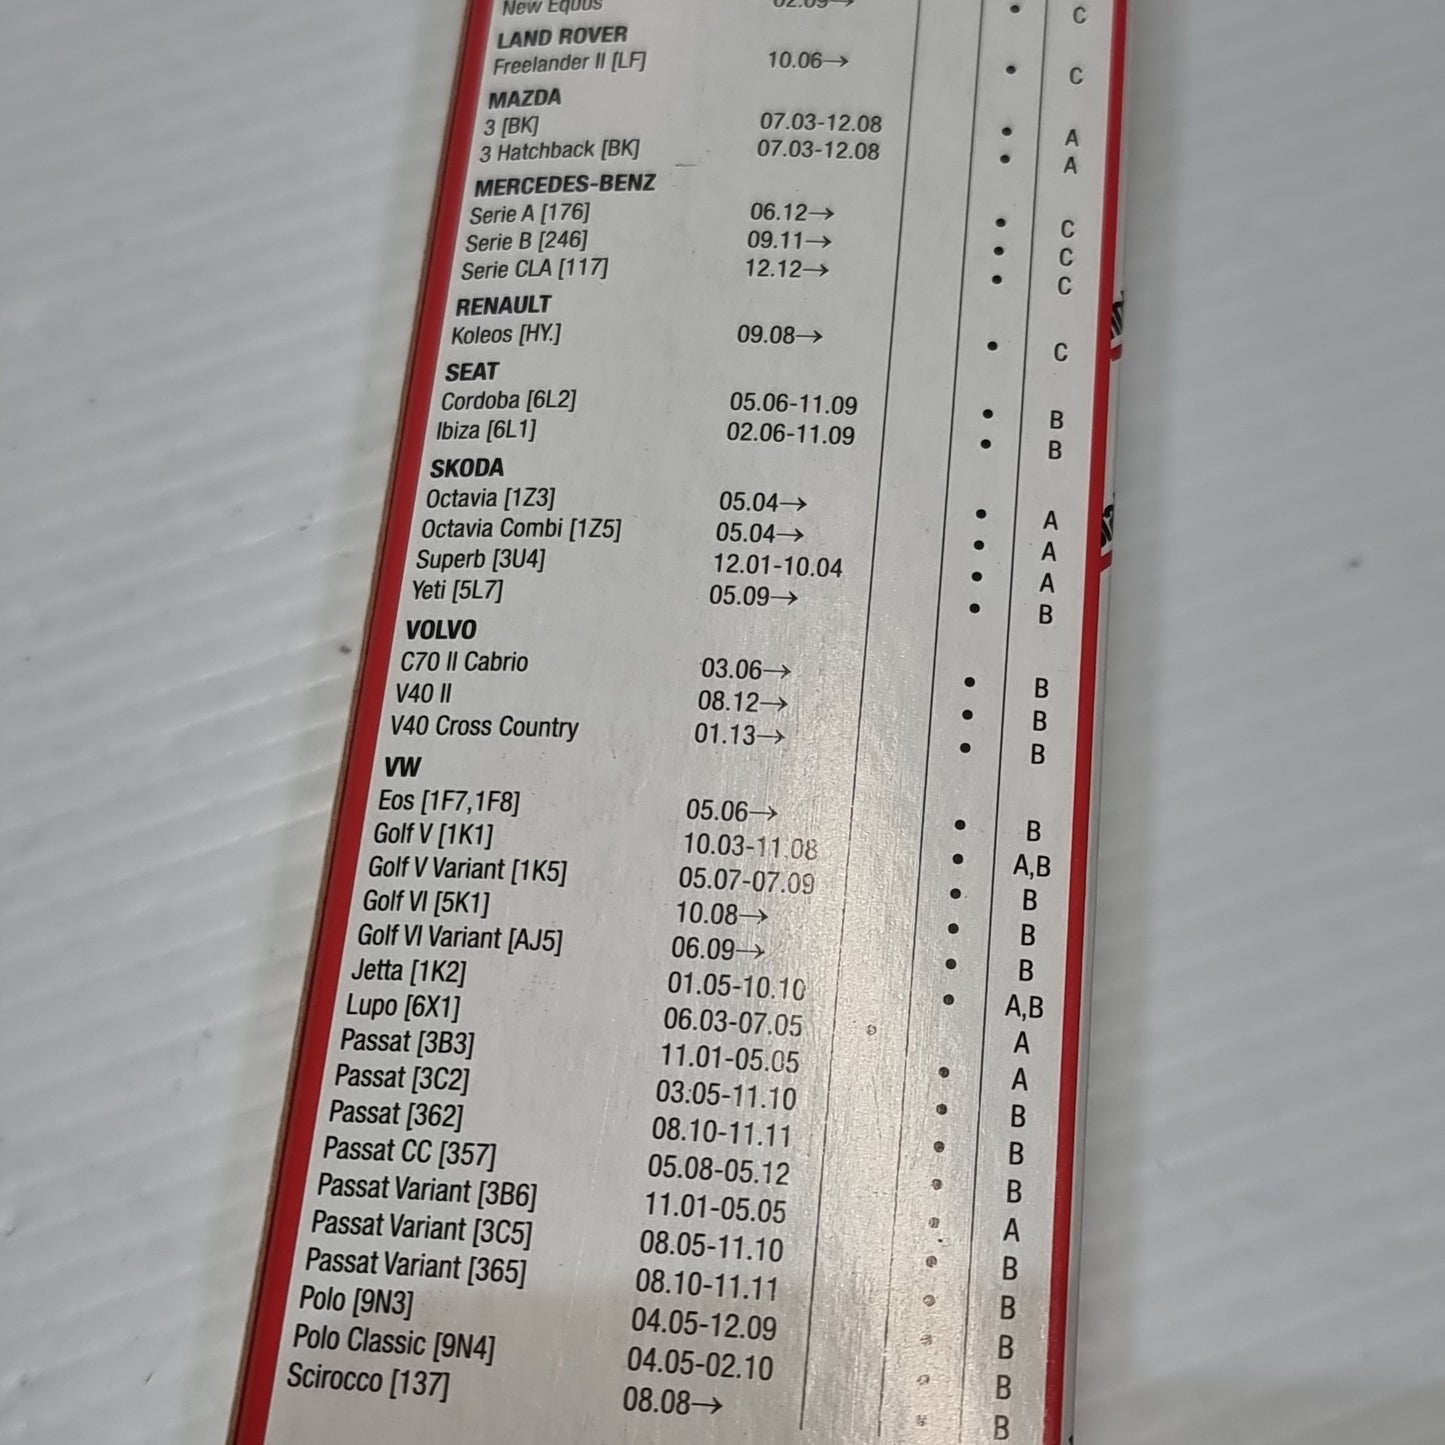 New Equus 02.09→ • C
LAND ROVER
Freelander II [LF] 10.06→ • C
MAZDA
3 [BK] 07.03-12.08 • A
3 Hatchback [BK] 07.03-12.08 • A
MERCEDES-BENZ
Serie A [176] 06.12→ • C
Serie B [246] 09.11→ • C
Serie CLA [117] 12.12→ • C
RENAULT
Koleos [HY.] 09.08→ • C
SEAT
Cordoba [6L2] 05.06-11.09 • B
Ibiza [6L1] 02.06-11.09 • B
SKODA
Octavia [1Z3] 05.04→ • A
Octavia Combi [1Z5] 05.04→ • A
Superb [3U4] 12.01-10.04 • A
Yeti [5L7] 05.09→ • B
VOLVO
C70 II Cabrio 03.06→ • B
V40 II 08.12→ • B
V40 Cross Country 01.13→ • B
VW
Eos [1F7,1F8] 05.06→ • B
Golf V [1K1] 10.03-11.08 • A,B
Golf V Variant [1K5] 05.07-07.09 • B
Golf VI [5K1] 10.08→ • B
Golf VI Variant [AJ5] 06.09→ • B
Jetta [1K2] 01.05-10.10 • A,B
Lupo [6X1] 06.03-07.05 • A
Passat [3B3] 11.01-05.05 • A
Passat [3C2] 03.05-11.10 • B
Passat [362] 08.10-11.11 • B
Passat CC [357] 05.08-05.12 • B
Passat Variant [3B6] 11.01-05.05 • A
Passat Variant [3C5] 08.05-11.10 • B
Passat Variant [365] 08.10-11.11 • B
Polo [9N3] 04.05-12.09 • B
Polo Classic [9N4] 04.05-02.10 • B
Scirocco [137] 08.08→ • B